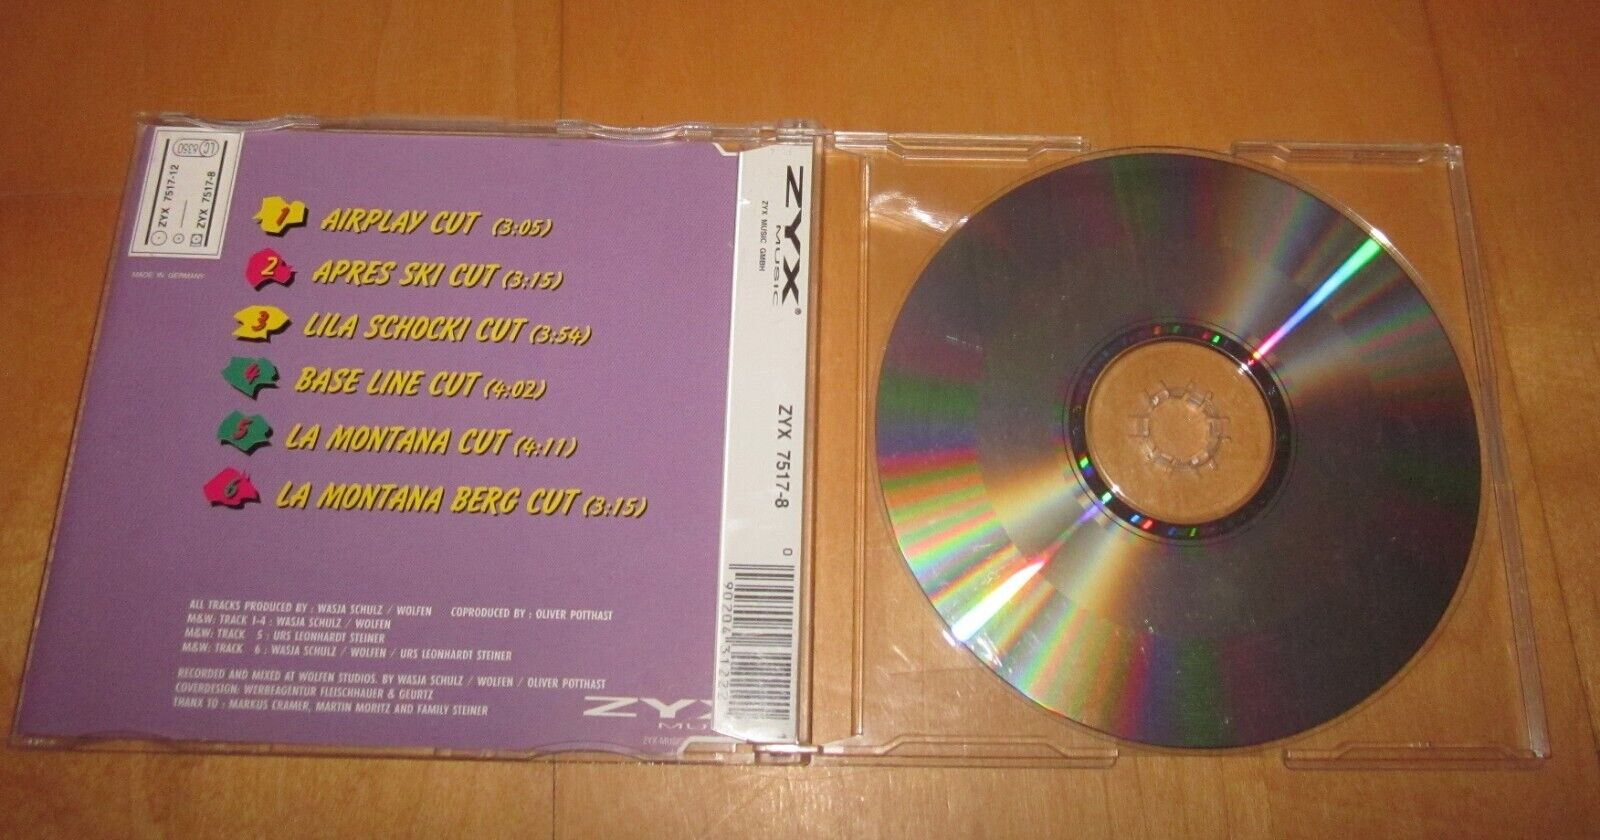 LC 6350
ZYX 7517-12
ZYX 7517-8
MADE IN GERMANY
1 AIRPLAY CUT (3:05)
2 APRES SKI CUT (3:15)
3 LILA SCHOCKI CUT (3:54)
4 BASE LINE CUT (4:02)
5 LA MONTANA CUT (4:11)
6 LA MONTANA BERG CUT (3:15)
ALL TRACKS PRODUCED BY : WASJA SCHULZ / WOLFEN COPRODUCED BY : OLIVER POTTHAST
M&W: TRACK 1-4 : WASJA SCHULZ / WOLFEN
M&W: TRACK 5 : URS LEONHARDT STEINER
M&W: TRACK 6 : WASJA SCHULZ / WOLFEN / URS LEONHARDT STEINER
RECORDED AND MIXED AT WOLFEN STUDIOS. BY WASJA SCHULZ / WOLFEN / OLIVER POTTHAST
COVERDESIGN: WERBEAGENTUR FLEISCHHAUER & GEURTZ
THANX TO : MARKUS CRAMER, MARTIN MORITZ AND FAMILY STEINER
ZYX
ZYX MUSIC®
ZYX MUSIC GMBH
ZYX 7517-8
0